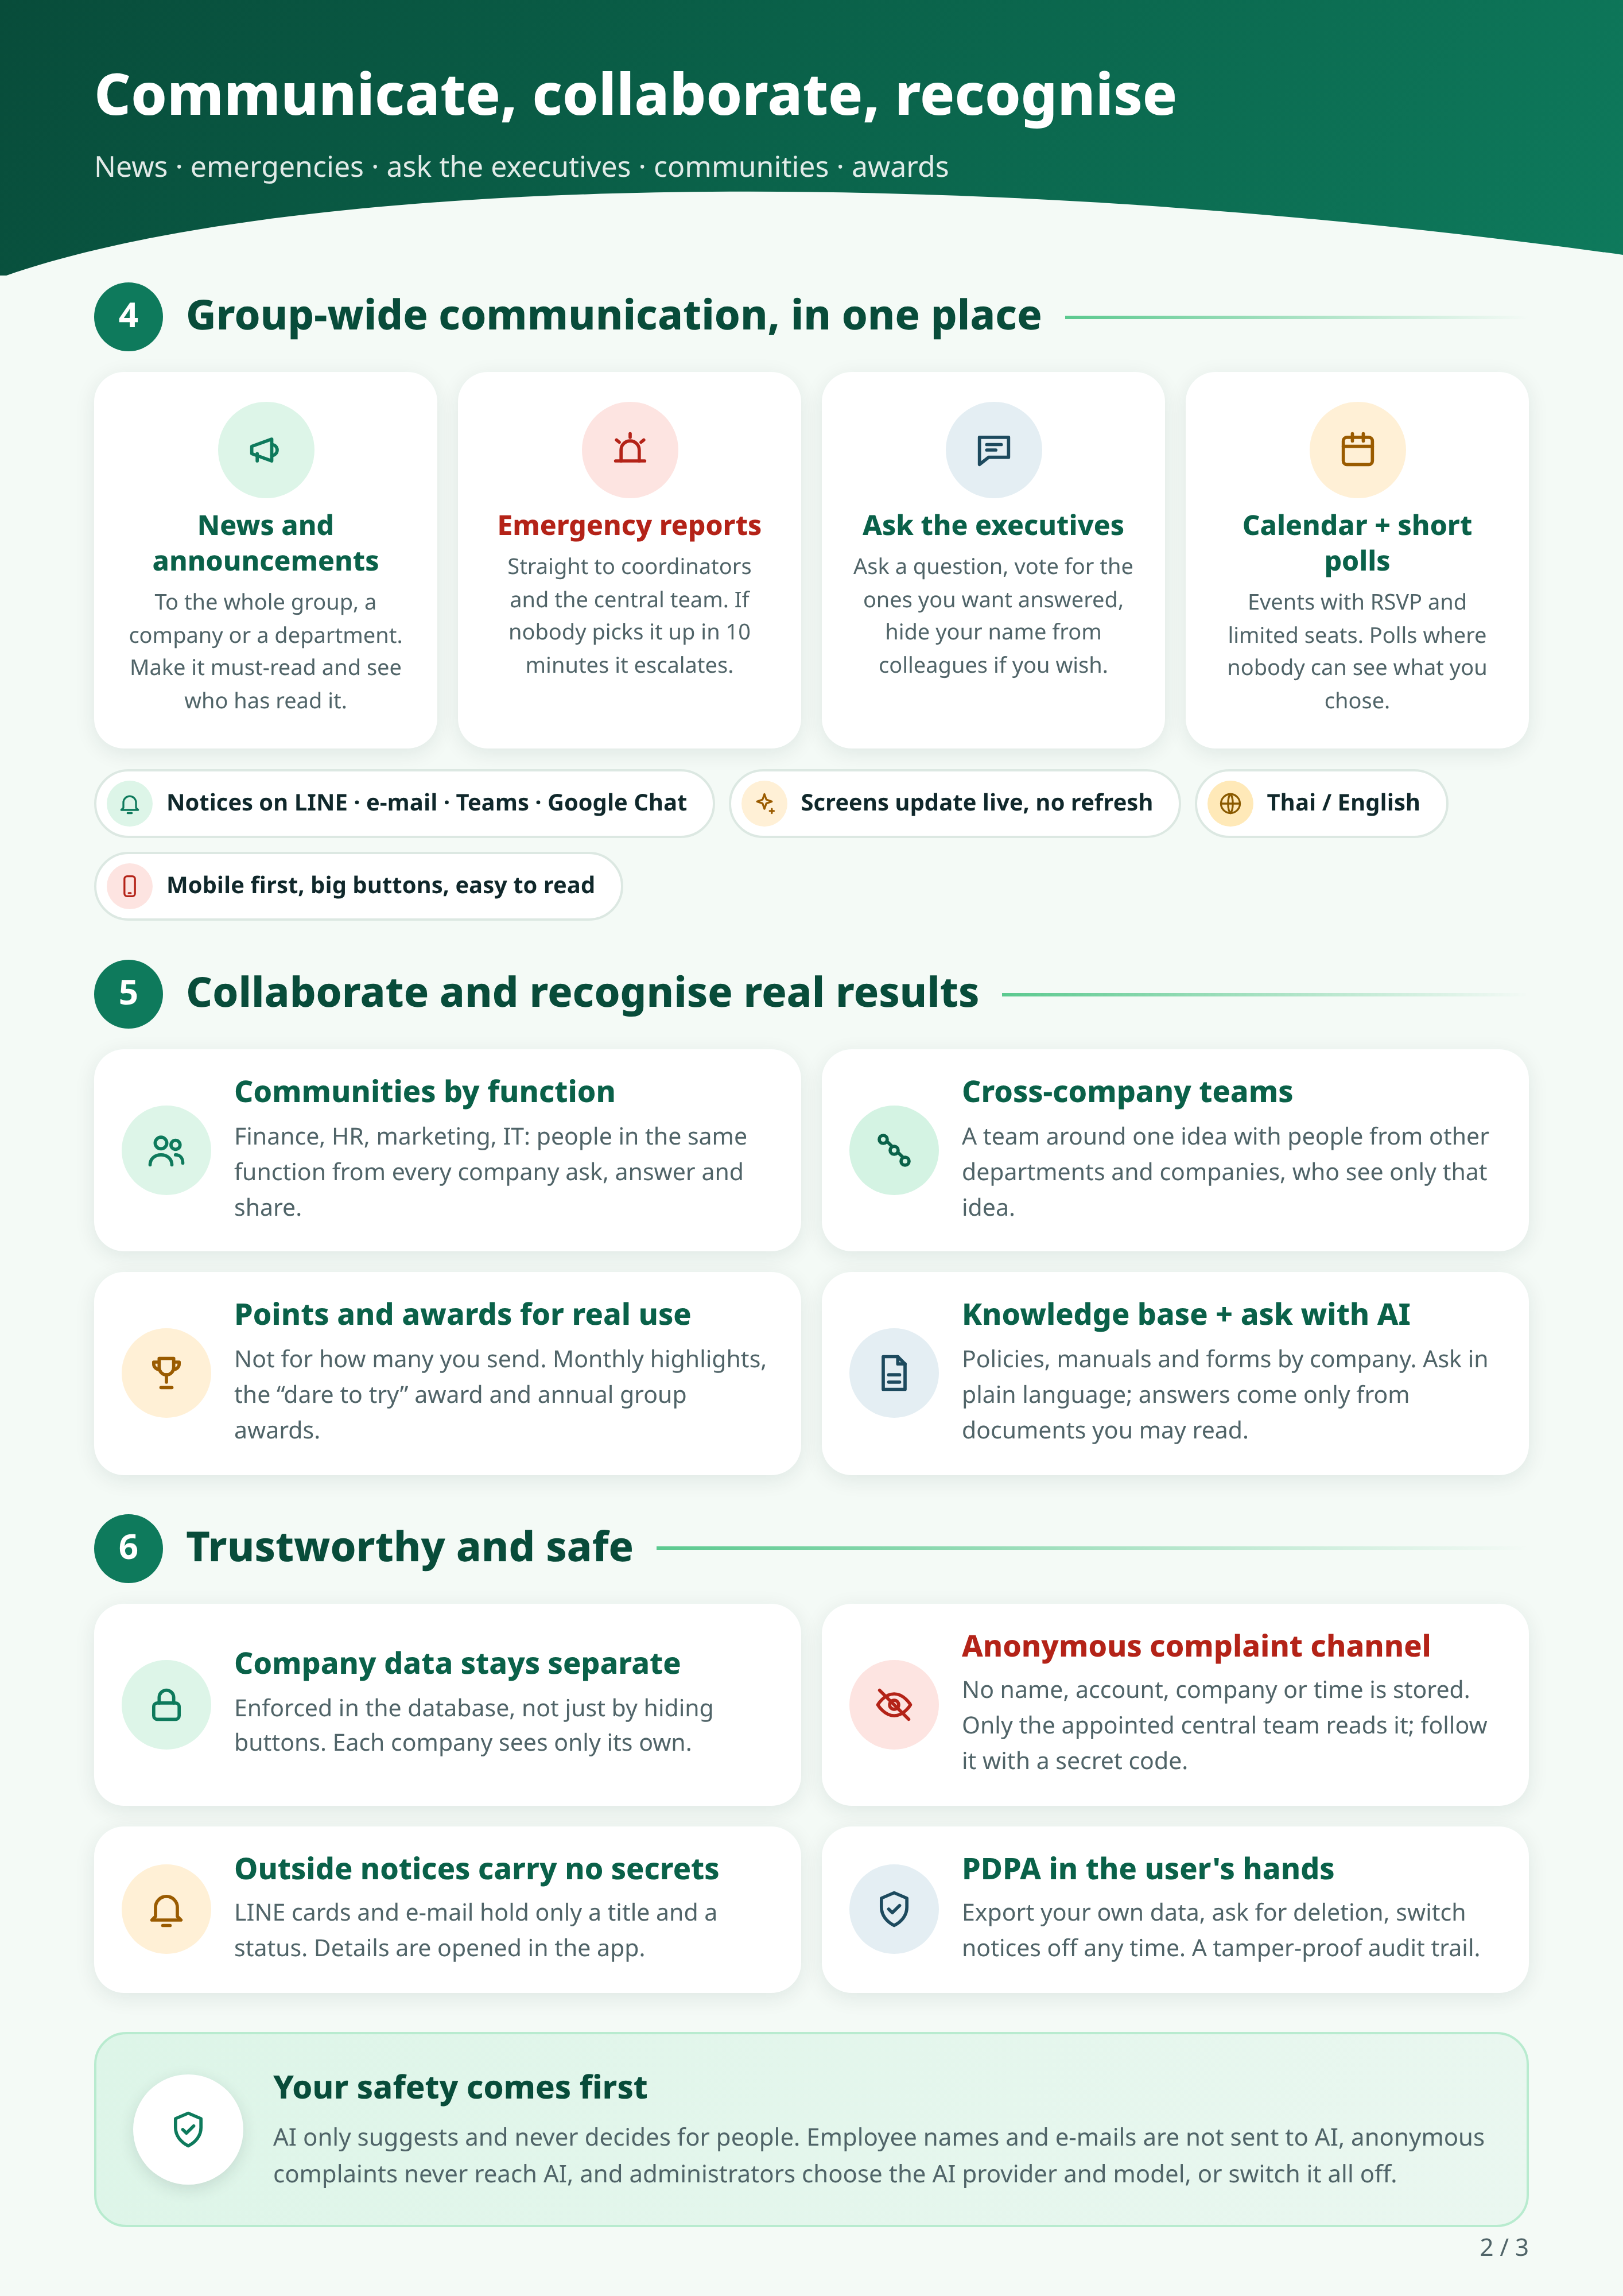 Communicate, collaborate, recognise
News · emergencies · ask the executives · communities · awards
4
Group-wide communication, in one place
News and
announcements
To the whole group, a
company or a department.
Make it must-read and see
who has read it.
Emergency reports
Straight to coordinators
and the central team. If
nobody picks it up in 10
minutes it escalates.
Ask the executives
Ask a question, vote for the
ones you want answered,
hide your name from
colleagues if you wish.
Calendar + short
polls
Events with RSVP and
limited seats. Polls where
nobody can see what you
chose.
Notices on LINE · e-mail · Teams · Google Chat
Screens update live, no refresh
Thai / English
Mobile first, big buttons, easy to read
5
Collaborate and recognise real results
Communities by function
Finance, HR, marketing, IT: people in the same
function from every company ask, answer and
share.
Cross-company teams
A team around one idea with people from other
departments and companies, who see only that
idea.
Points and awards for real use
Not for how many you send. Monthly highlights,
the “dare to try” award and annual group
awards.
Knowledge base + ask with AI
Policies, manuals and forms by company. Ask in
plain language; answers come only from
documents you may read.
6
Trustworthy and safe
Company data stays separate
Enforced in the database, not just by hiding
buttons. Each company sees only its own.
Anonymous complaint channel
No name, account, company or time is stored.
Only the appointed central team reads it; follow
it with a secret code.
Outside notices carry no secrets
LINE cards and e-mail hold only a title and a
status. Details are opened in the app.
PDPA in the user's hands
Export your own data, ask for deletion, switch
notices off any time. A tamper-proof audit trail.
Your safety comes first
AI only suggests and never decides for people. Employee names and e-mails are not sent to AI, anonymous
complaints never reach AI, and administrators choose the AI provider and model, or switch it all off.
2 / 3